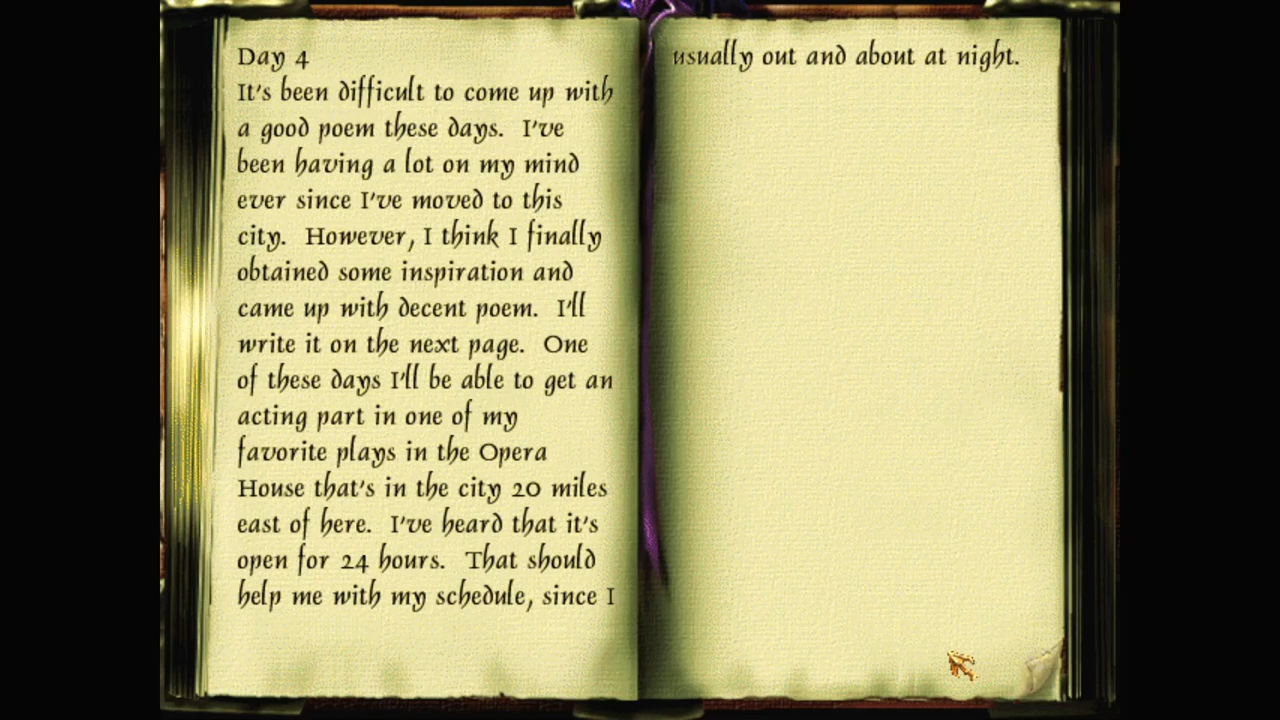 Day 4
It's been difficult to come up with
a good poem these days.  I've
been having a lot on my mind
ever since I've moved to this
city.  However, I think I finally
obtained some inspiration and
came up with decent poem.  I'll
write it on the next page.  One
of these days I'll be able to get an
acting part in one of my
favorite plays in the Opera
House that's in the city 20 miles
east of here.  I've heard that it's
open for 24 hours.  That should
help me with my schedule, since I
usually out and about at night.